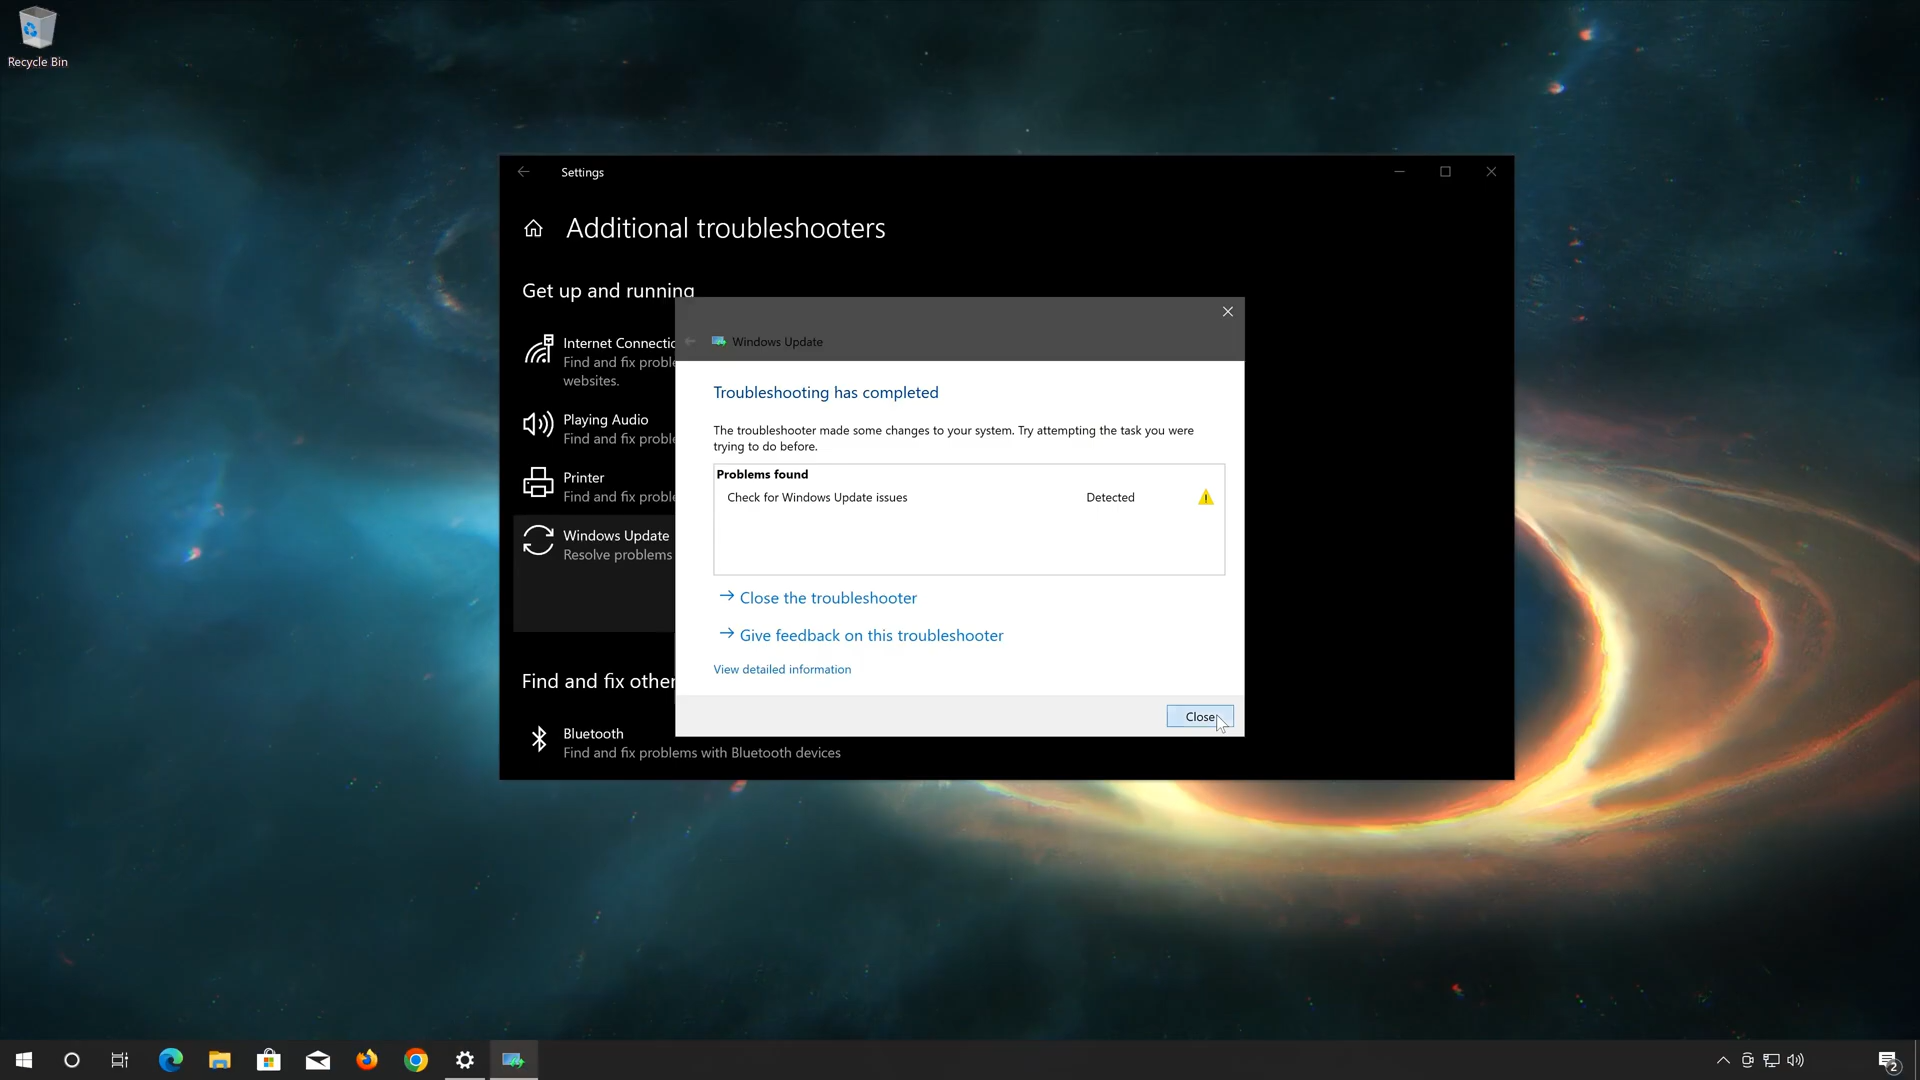 Recycle Bin
Settings
Additional troubleshooters
Get up and running
Internet Connectio
Find and fix proble
websites.
Playing Audio
Find and fix proble
Printer
Find and fix proble
Windows Update
Resolve problems
Find and fix other
Bluetooth
Find and fix problems with Bluetooth devices
Windows Update
Troubleshooting has completed
The troubleshooter made some changes to your system. Try attempting the task you were
trying to do before.
Problems found
Check for Windows Update issues Detected
Close the troubleshooter
Give feedback on this troubleshooter
View detailed information
Close
2